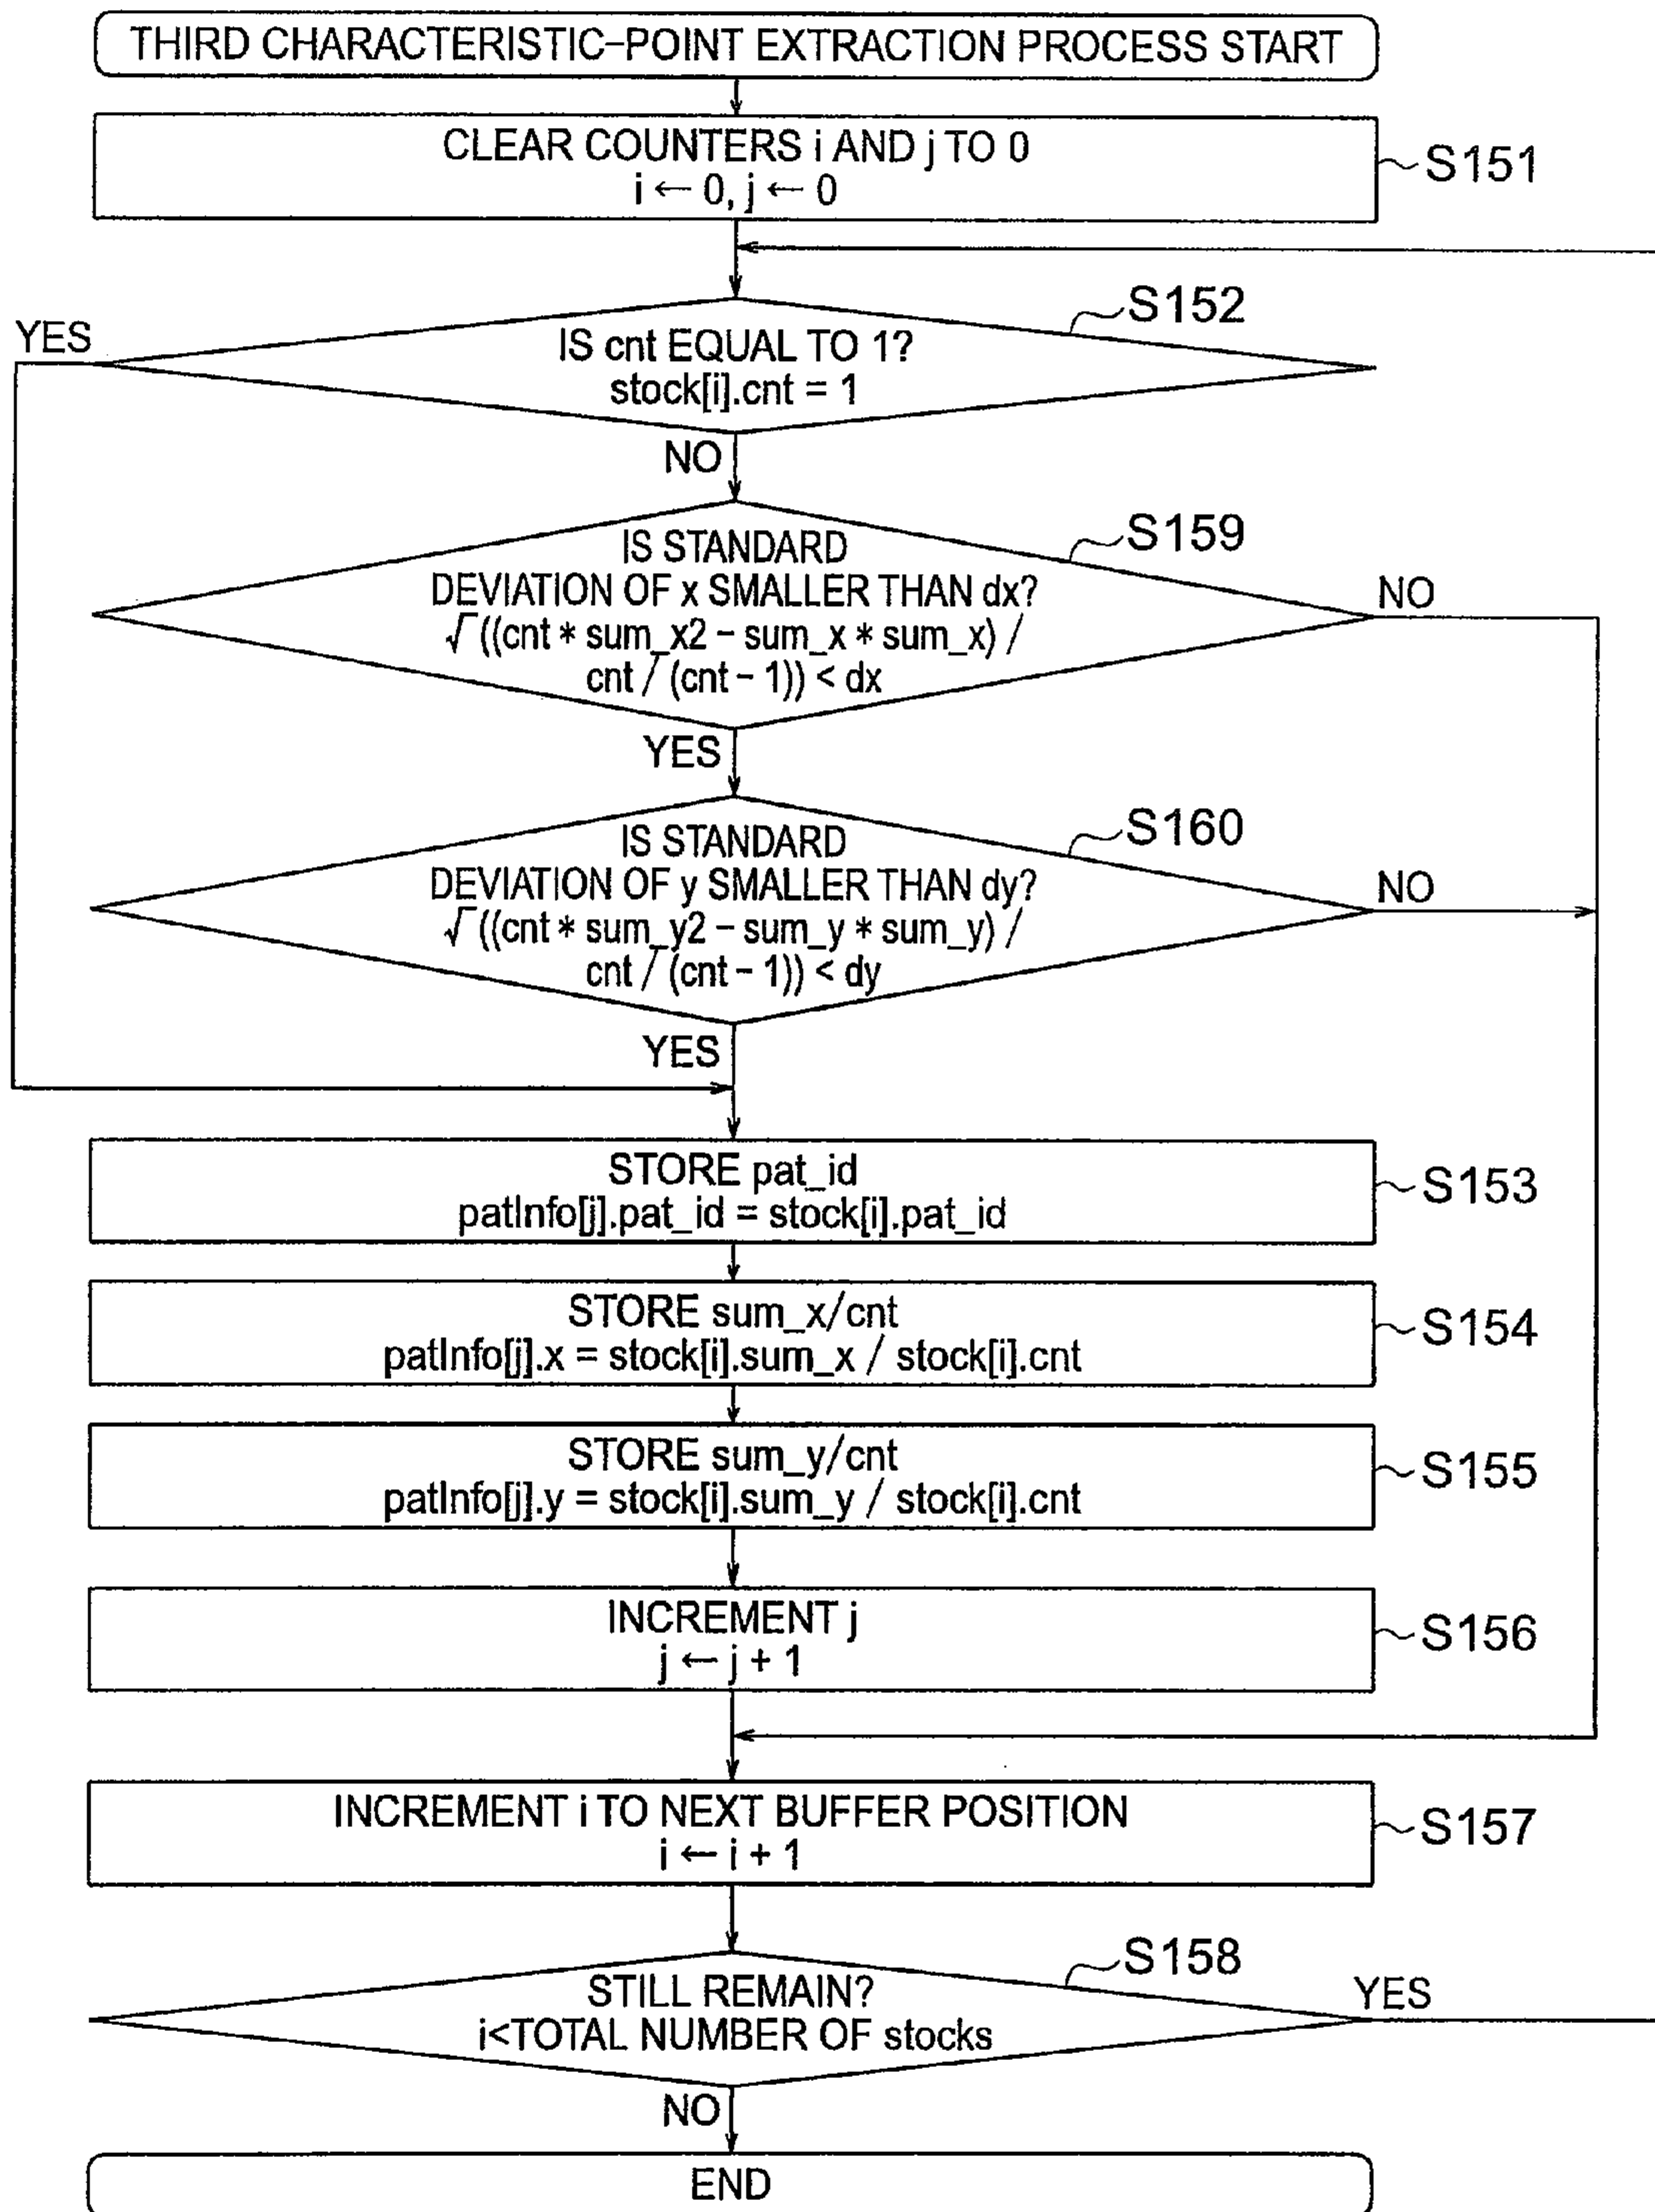 THIRD CHARACTERISTIC-POINT EXTRACTION PROCESS START
CLEAR COUNTERS i AND j TO 0
i ← 0, j ← 0
S151
S152
YES
IS cnt EQUAL TO 1?
stock[i].cnt = 1
NO
S159
IS STANDARD
DEVIATION OF x SMALLER THAN dx?
√((cnt * sum_x2 - sum_x * sum_x) /
cnt / (cnt - 1)) < dx
NO
YES
S160
IS STANDARD
DEVIATION OF y SMALLER THAN dy?
√((cnt * sum_y2 - sum_y * sum_y) /
cnt / (cnt - 1)) < dy
NO
YES
STORE pat_id
patInfo[j].pat_id = stock[i].pat_id
S153
STORE sum_x/cnt
patInfo[j].x = stock[i].sum_x / stock[i].cnt
S154
STORE sum_y/cnt
patInfo[j].y = stock[i].sum_y / stock[i].cnt
S155
INCREMENT j
j ← j + 1
S156
INCREMENT i TO NEXT BUFFER POSITION
i ← i + 1
S157
S158
STILL REMAIN?
i<TOTAL NUMBER OF stocks
YES
NO
END